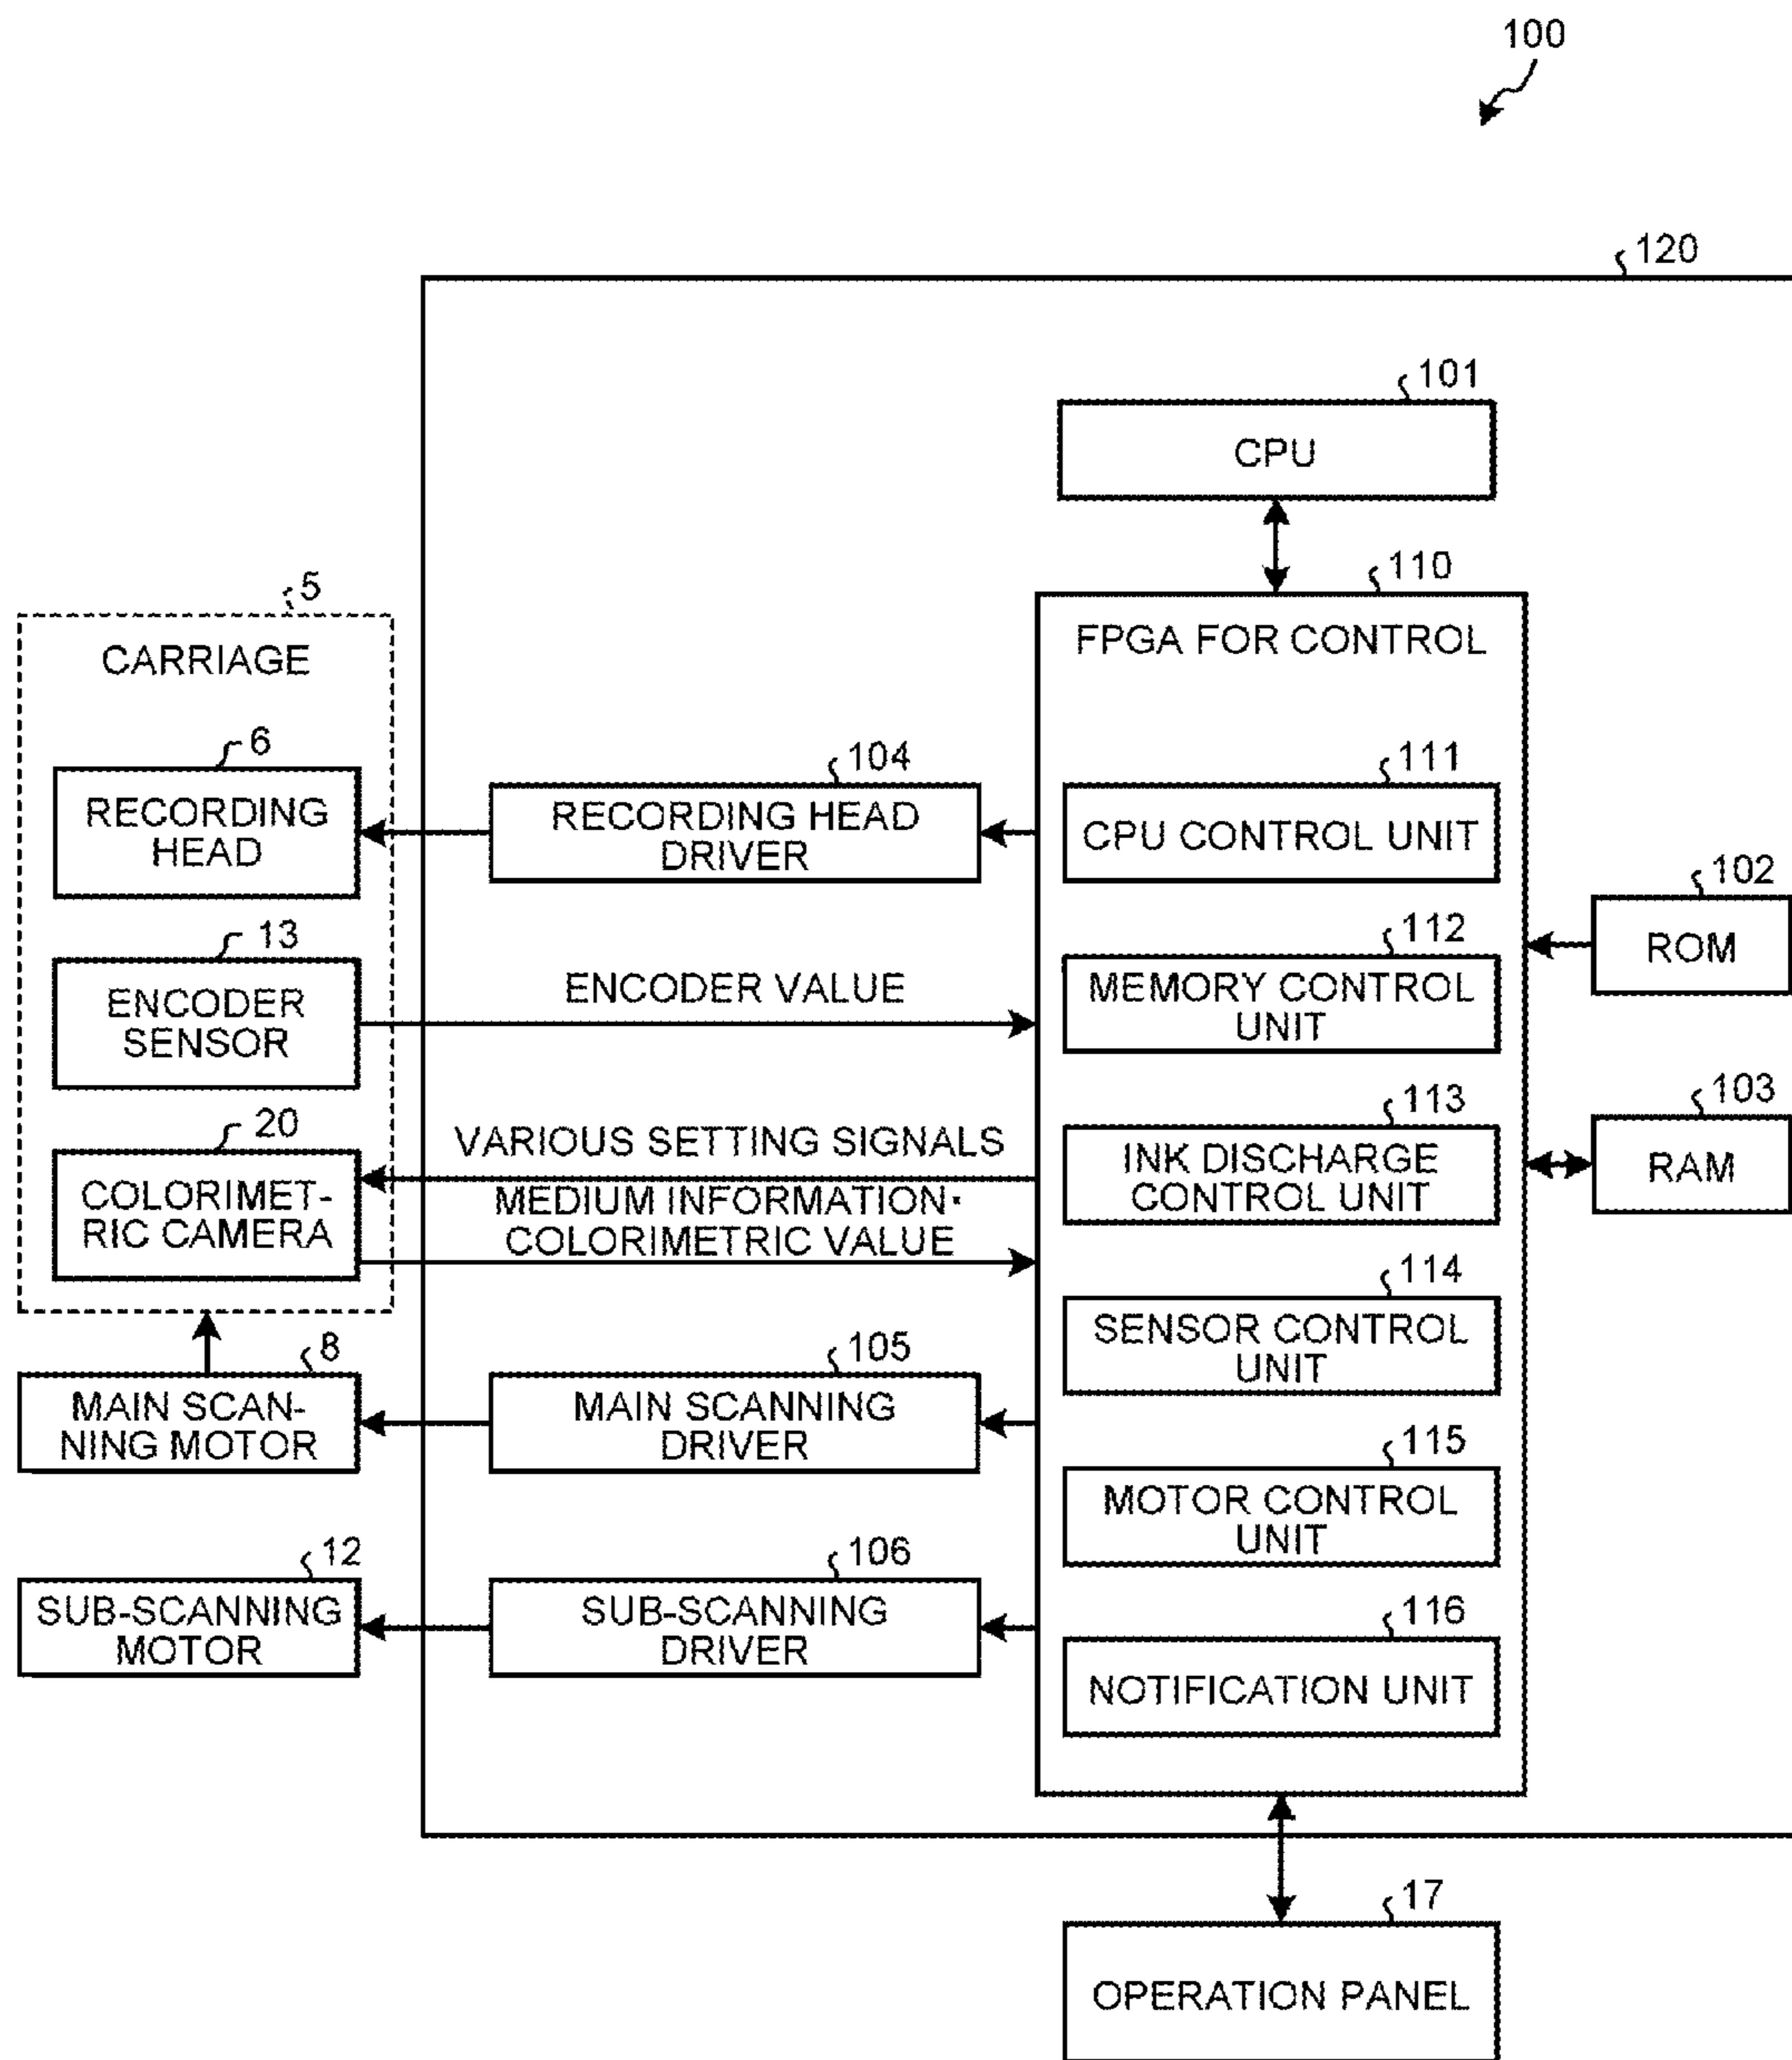 100
120
101
CPU
5
CARRIAGE
110
FPGA FOR CONTROL
6
RECORDING
HEAD
104
RECORDING HEAD
DRIVER
111
CPU CONTROL UNIT
102
ROM
13
ENCODER
SENSOR
ENCODER VALUE
112
MEMORY CONTROL
UNIT
103
RAM
20
COLORIMET-
RIC CAMERA
VARIOUS SETTING SIGNALS
MEDIUM INFORMATION·
COLORIMETRIC VALUE
113
INK DISCHARGE
CONTROL UNIT
114
SENSOR CONTROL
UNIT
8
MAIN SCAN-
NING MOTOR
105
MAIN SCANNING
DRIVER
115
MOTOR CONTROL
UNIT
12
SUB-SCANNING
MOTOR
106
SUB-SCANNING
DRIVER
116
NOTIFICATION UNIT
17
OPERATION PANEL